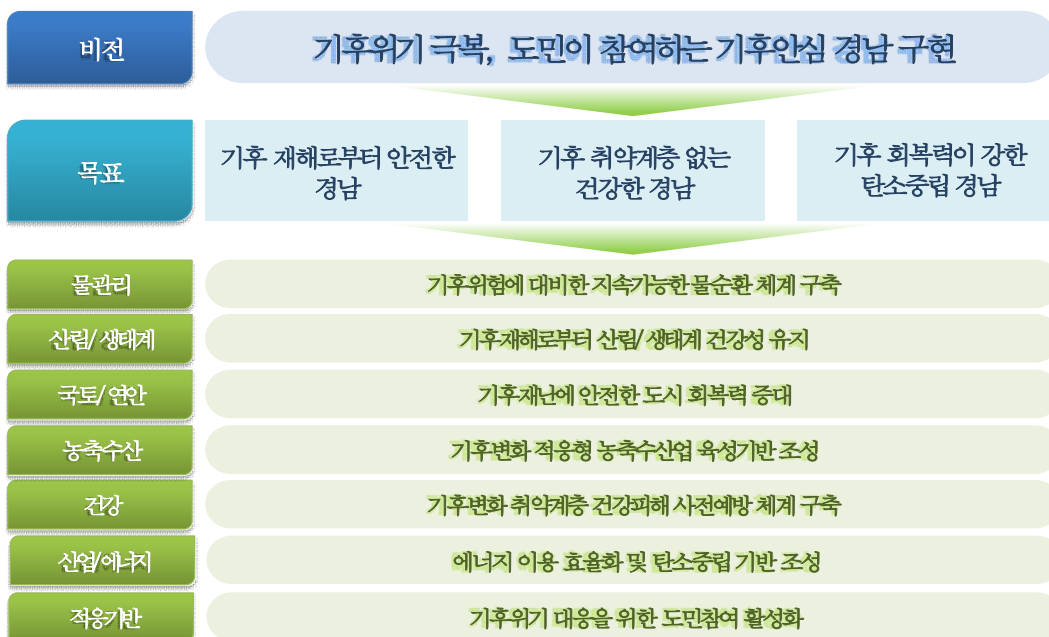 비전
기후위기 극복, 도민이 참여하는 기후안심 경남 구현
목표
기후 재해로부터 안전한
경남
기후 취약계층 없는
건강한 경남
기후 회복력이 강한
탄소중립 경남
물관리
기후위험에 대비한 지속가능한 물순환 체계 구축
산림/생태계
기후재해로부터 산림/생태계 건강성 유지
국토/연안
기후재난에 안전한 도시 회복력 증대
농축수산
기후변화 적응형 농축수산업 육성기반 조성
건강
기후변화 취약계층 건강피해 사전예방 체계 구축
산업/에너지
에너지 이용 효율화 및 탄소중립 기반 조성
적응기반
기후위기 대응을 위한 도민참여 활성화